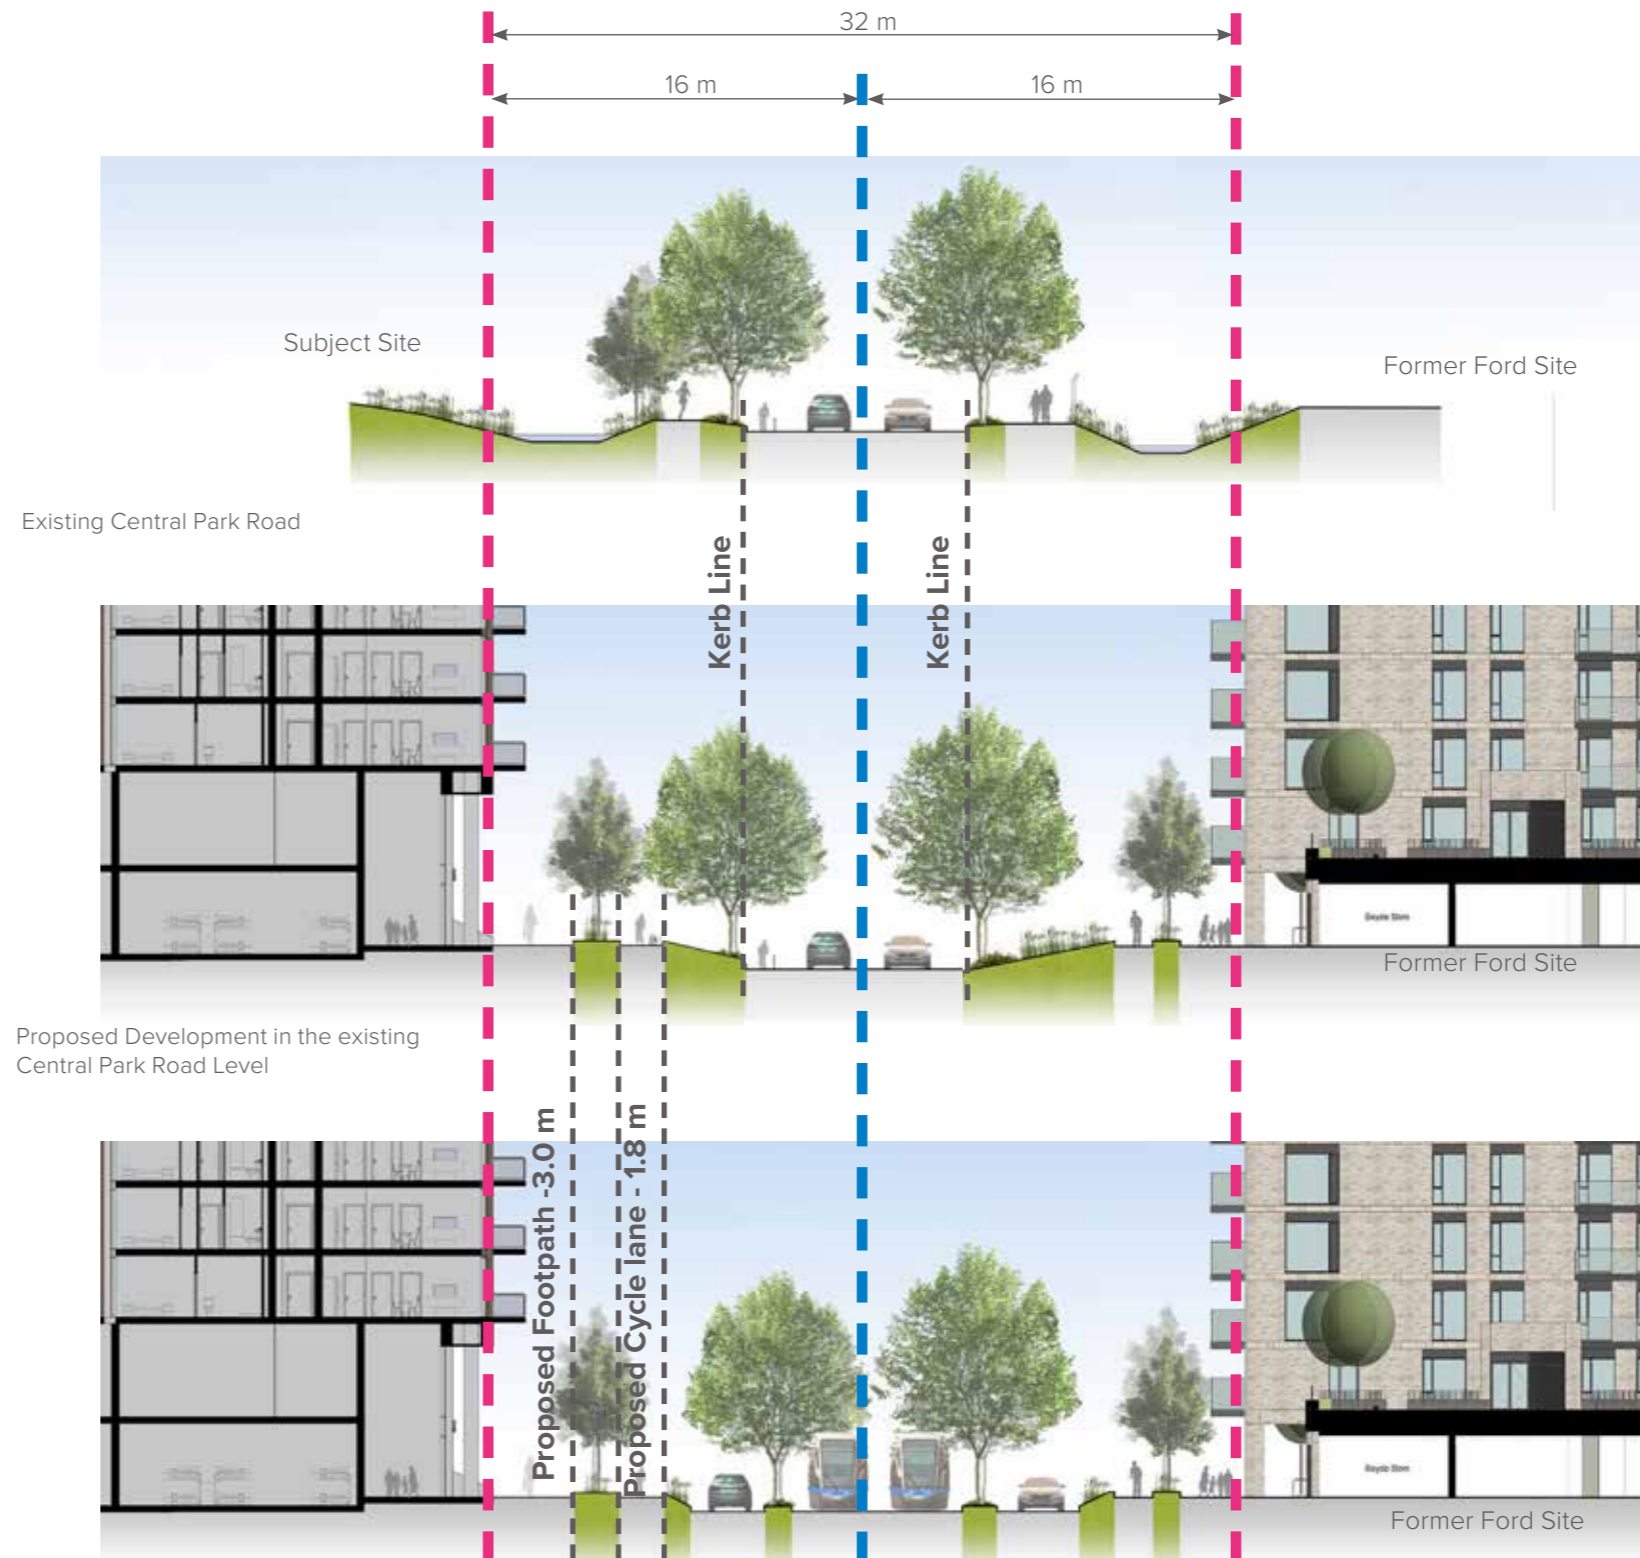 32 m
16 m
16 m
Subject Site
Former Ford Site
Existing Central Park Road
Kerb Line
Kerb Line
Former Ford Site
Proposed Development in the existing
Central Park Road Level
Proposed Footpath -3.0 m
Proposed Cycle lane - 1.8 m
Former Ford Site